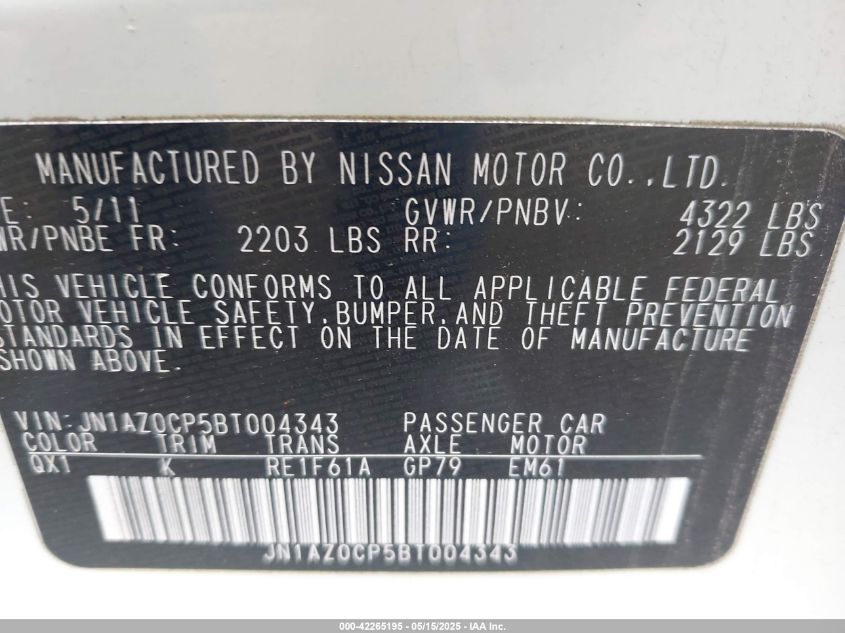 MANUFACTURED BY NISSAN MOTOR CO.,LTD.
E: 5/11 GVWR/PNBV: 4322 LBS
WR/PNBE FR: 2203 LBS RR: 2129 LBS
HIS VEHICLE CONFORMS TO ALL APPLICABLE FEDERAL
OTOR VEHICLE SAFETY,BUMPER,AND THEFT PREVENTION
STANDARDS IN EFFECT ON THE DATE OF MANUFACTURE
SHOWN ABOVE.
VIN:JN1AZ0CP5BT004343 PASSENGER CAR
COLOR TRIM TRANS AXLE MOTOR
QX1 K RE1F61A GP79 EM61
JN1AZ0CP5BT004343
000-42265195 - 05/15/2025 - IAA Inc.